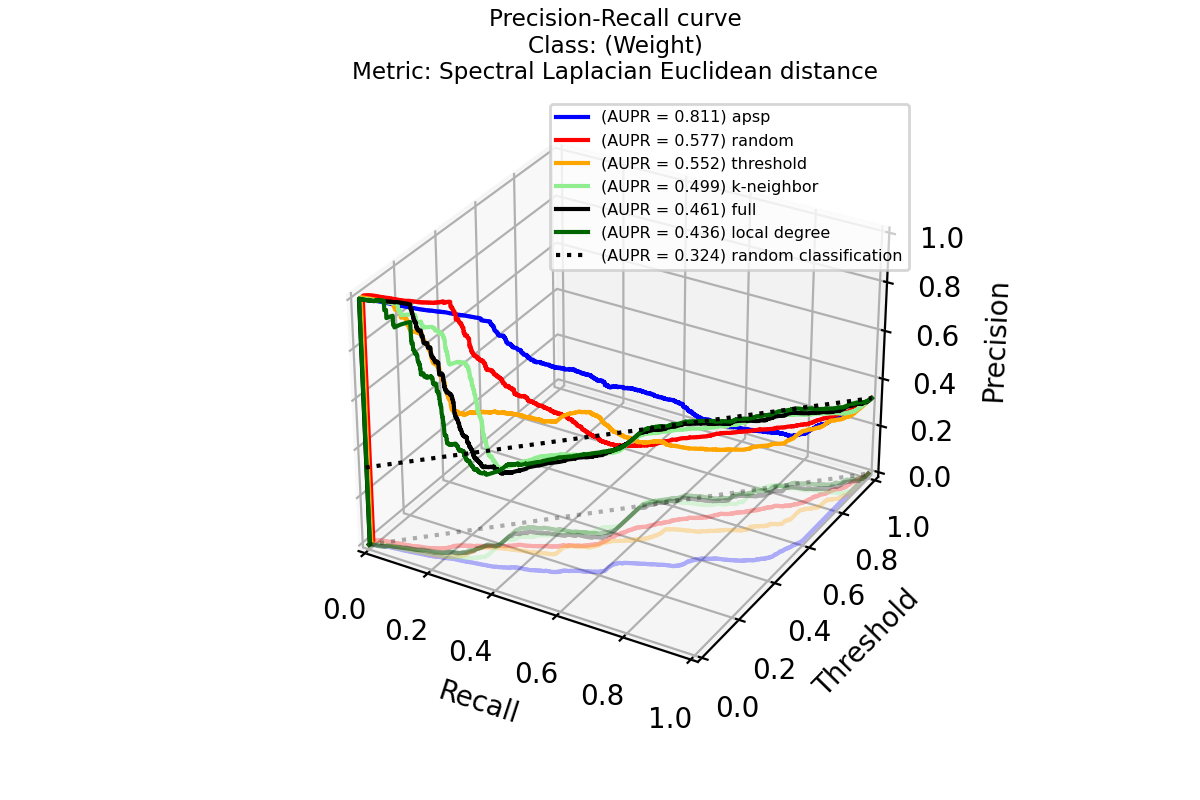 Precision-Recall curve
Class: (Weight)
Metric: Spectral Laplacian Euclidean distance
(AUPR = 0.811) apsp
(AUPR = 0.577) random
(AUPR = 0.552) threshold
(AUPR = 0.499) k-neighbor
(AUPR = 0.461) full
(AUPR = 0.436) local degree
(AUPR = 0.324) random classification
1.0
0.8
0.6
0.4
0.2
0.0
Precision
1.0
0.8
0.6
0.4
0.2
0.0
Threshold
0.0
0.2
0.4
0.6
0.8
1.0
Recall